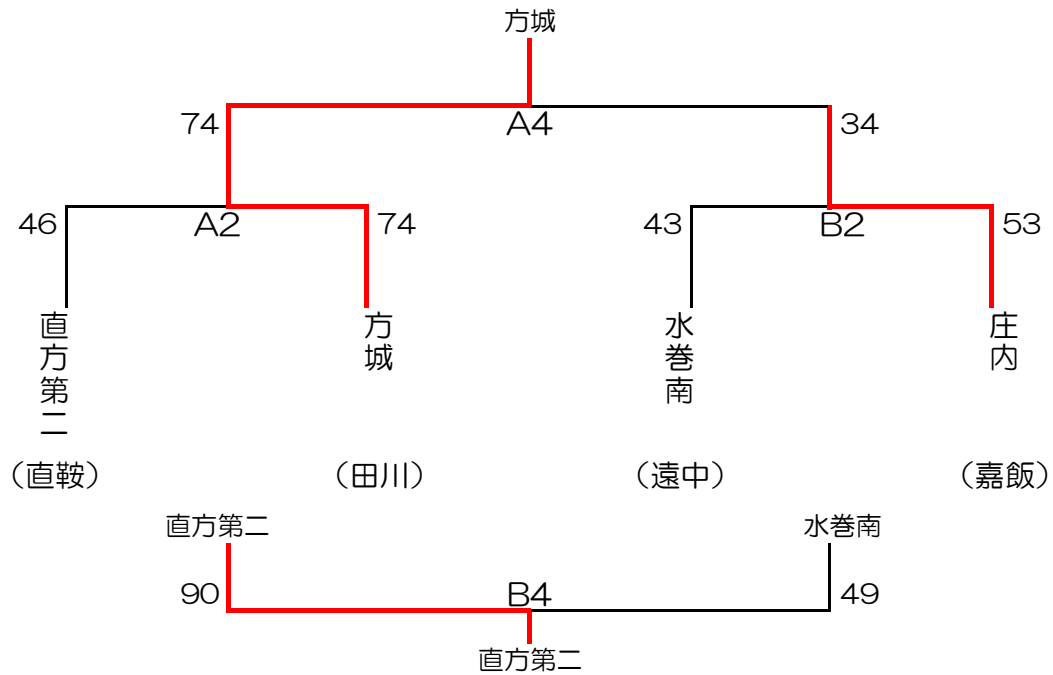 方城
74
A4
34
46
A2
74
43
B2
53
直方第二
方城
水巻南
庄内
（直鞍）
（田川）
（遠中）
（嘉飯）
直方第二
水巻南
90
B4
49
直方第二